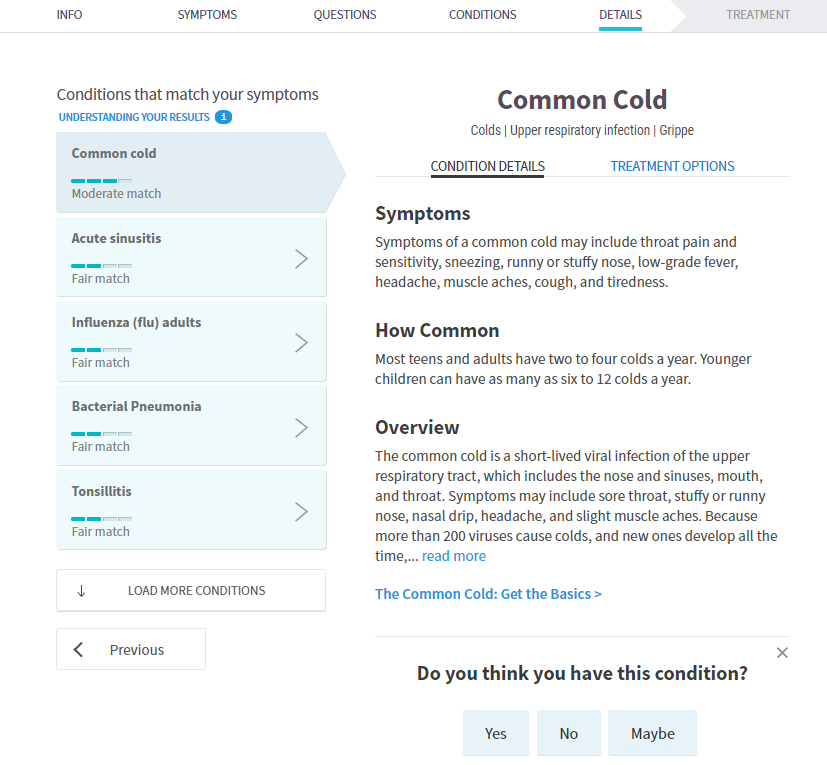 INFO SYMPTOMS QUESTIONS CONDITIONS DETAILS TREATMENT
Conditions that match your symptoms
UNDERSTANDING YOUR RESULTS i
Common cold
Moderate match
Acute sinusitis
Fair match
Influenza (flu) adults
Fair match
Bacterial Pneumonia
Fair match
Tonsillitis
Fair match
LOAD MORE CONDITIONS
Previous
Common Cold
Colds | Upper respiratory infection | Grippe
CONDITION DETAILS TREATMENT OPTIONS
Symptoms
Symptoms of a common cold may include throat pain and
sensitivity, sneezing, runny or stuffy nose, low-grade fever,
headache, muscle aches, cough, and tiredness.
How Common
Most teens and adults have two to four colds a year. Younger
children can have as many as six to 12 colds a year.
Overview
The common cold is a short-lived viral infection of the upper
respiratory tract, which includes the nose and sinuses, mouth,
and throat. Symptoms may include sore throat, stuffy or runny
nose, nasal drip, headache, and slight muscle aches. Because
more than 200 viruses cause colds, and new ones develop all the
time,... read more
The Common Cold: Get the Basics >
Do you think you have this condition?
Yes No Maybe